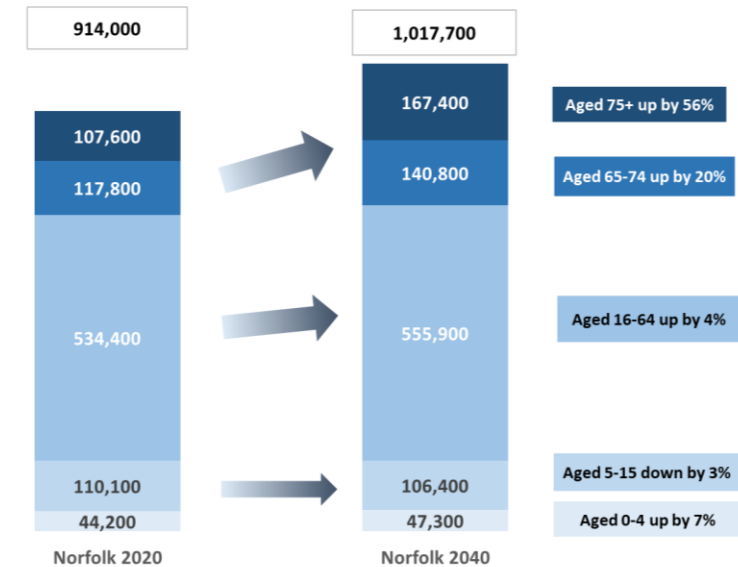 914,000
1,017,700
107,600
167,400
Aged 75+ up by 56%
117,800
140,800
Aged 65-74 up by 20%
534,400
555,900
Aged 16-64 up by 4%
110,100
106,400
Aged 5-15 down by 3%
44,200
47,300
Aged 0-4 up by 7%
Norfolk 2020
Norfolk 2040